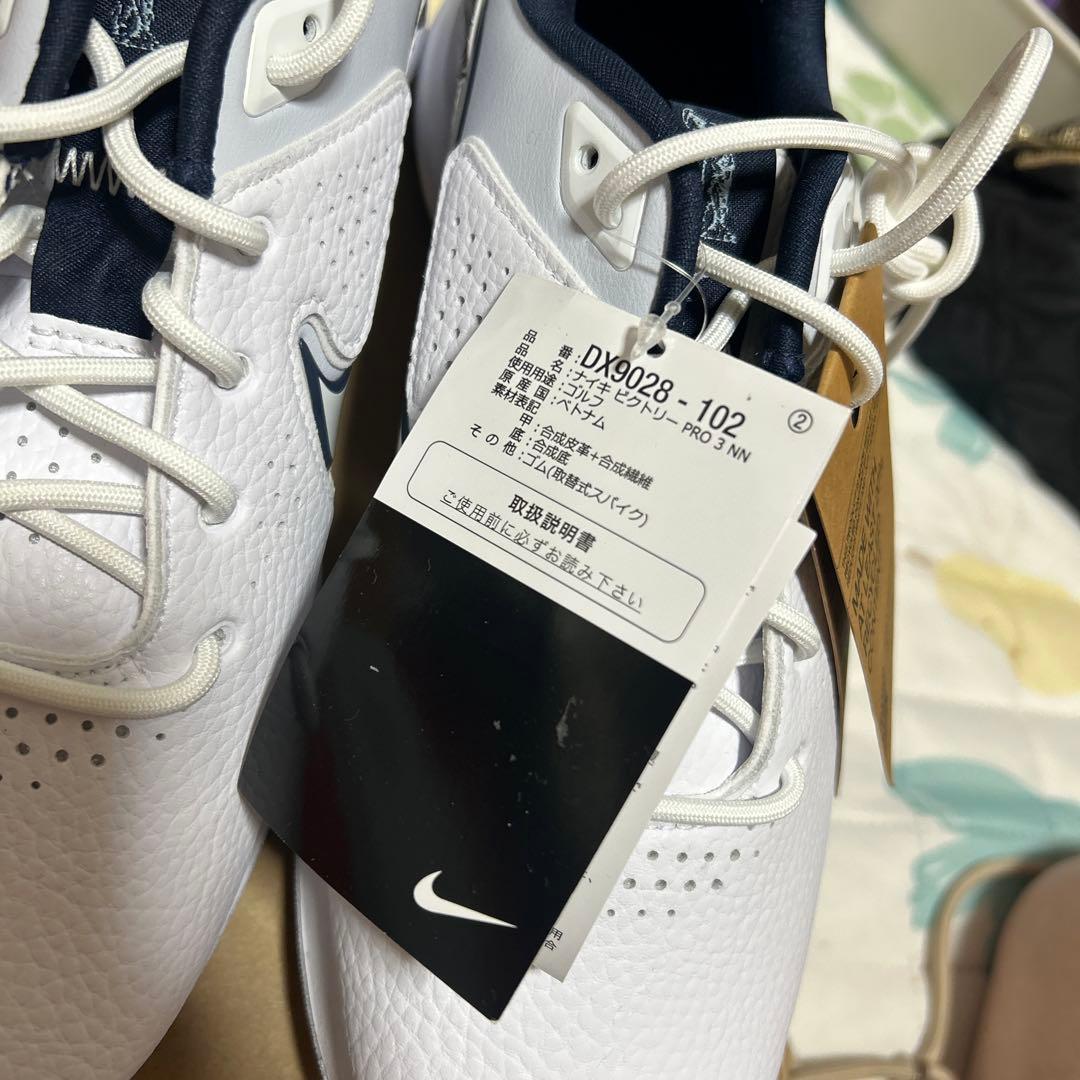 ②
品番:DX9028-102
品名:ナイキ ビクトリー PRO 3 NN
使用用途:ゴルフ
原産国:ベトナム
素材表記
甲:合成皮革+合成繊維
底:合成底
その他:ゴム(取替式スパイク)
取扱説明書
ご使用前に必ずお読み下さい
用
合